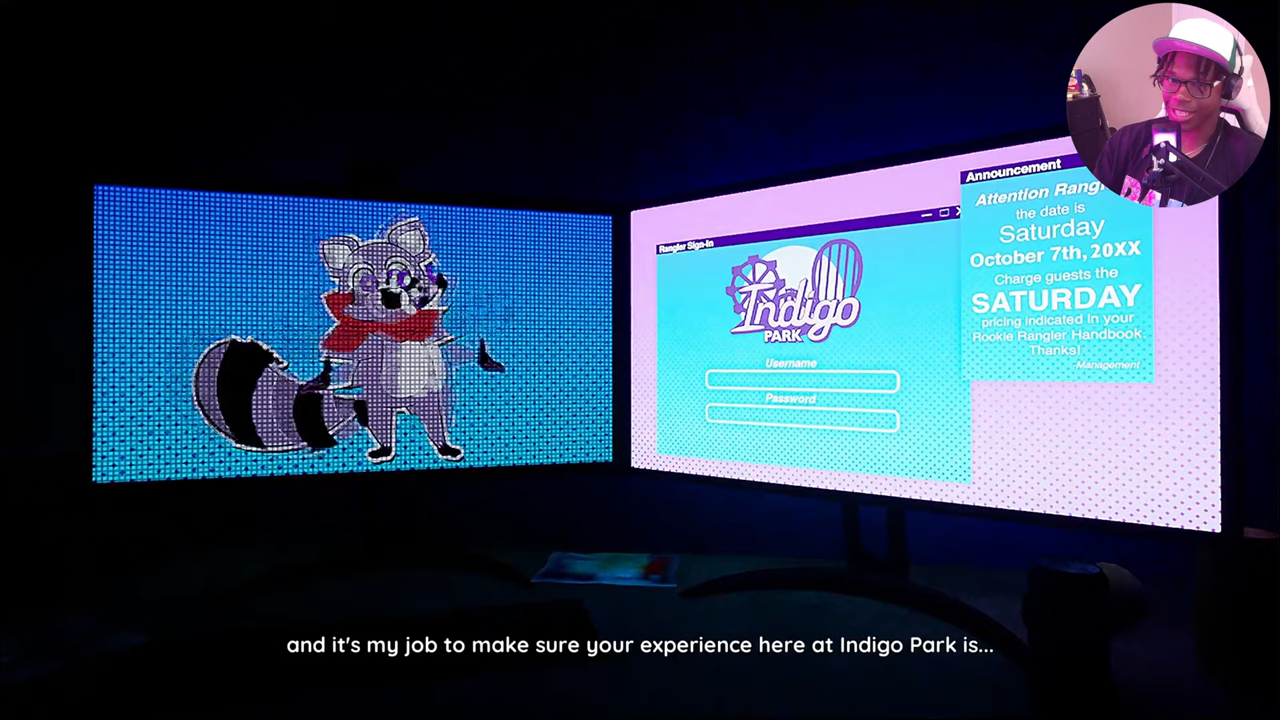 Rangler Sign-In
Indigo
PARK
Username
Password
Announcement
Attention Rang
the date is
Saturday
October 7th, 20XX
Charge guests the
SATURDAY
pricing indicated in your
Rookie Rangler Handbook.
Thanks!
-Management
and it's my job to make sure your experience here at Indigo Park is...